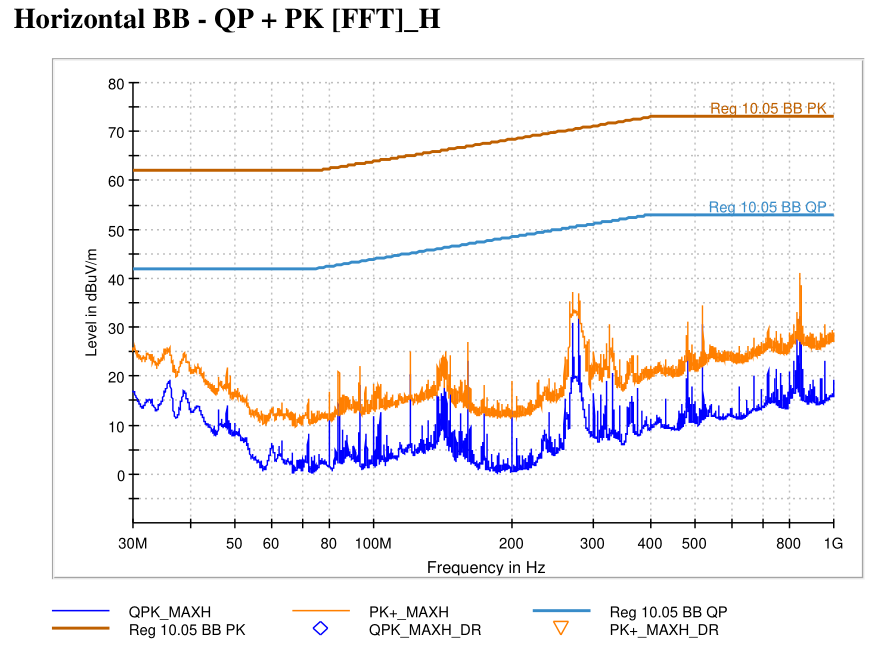 Horizontal BB - QP + PK [FFT]_H
80
Reg 10.05 BB PK
70
60
Reg 10.05 BB QP
50
40
Level in dBuV/m
30
20
10
0
30M 50 60 80 100M 200 300 400 500 800 1G
Frequency in Hz
QPK_MAXH PK+_MAXH Reg 10.05 BB QP
Reg 10.05 BB PK QPK_MAXH_DR PK+_MAXH_DR